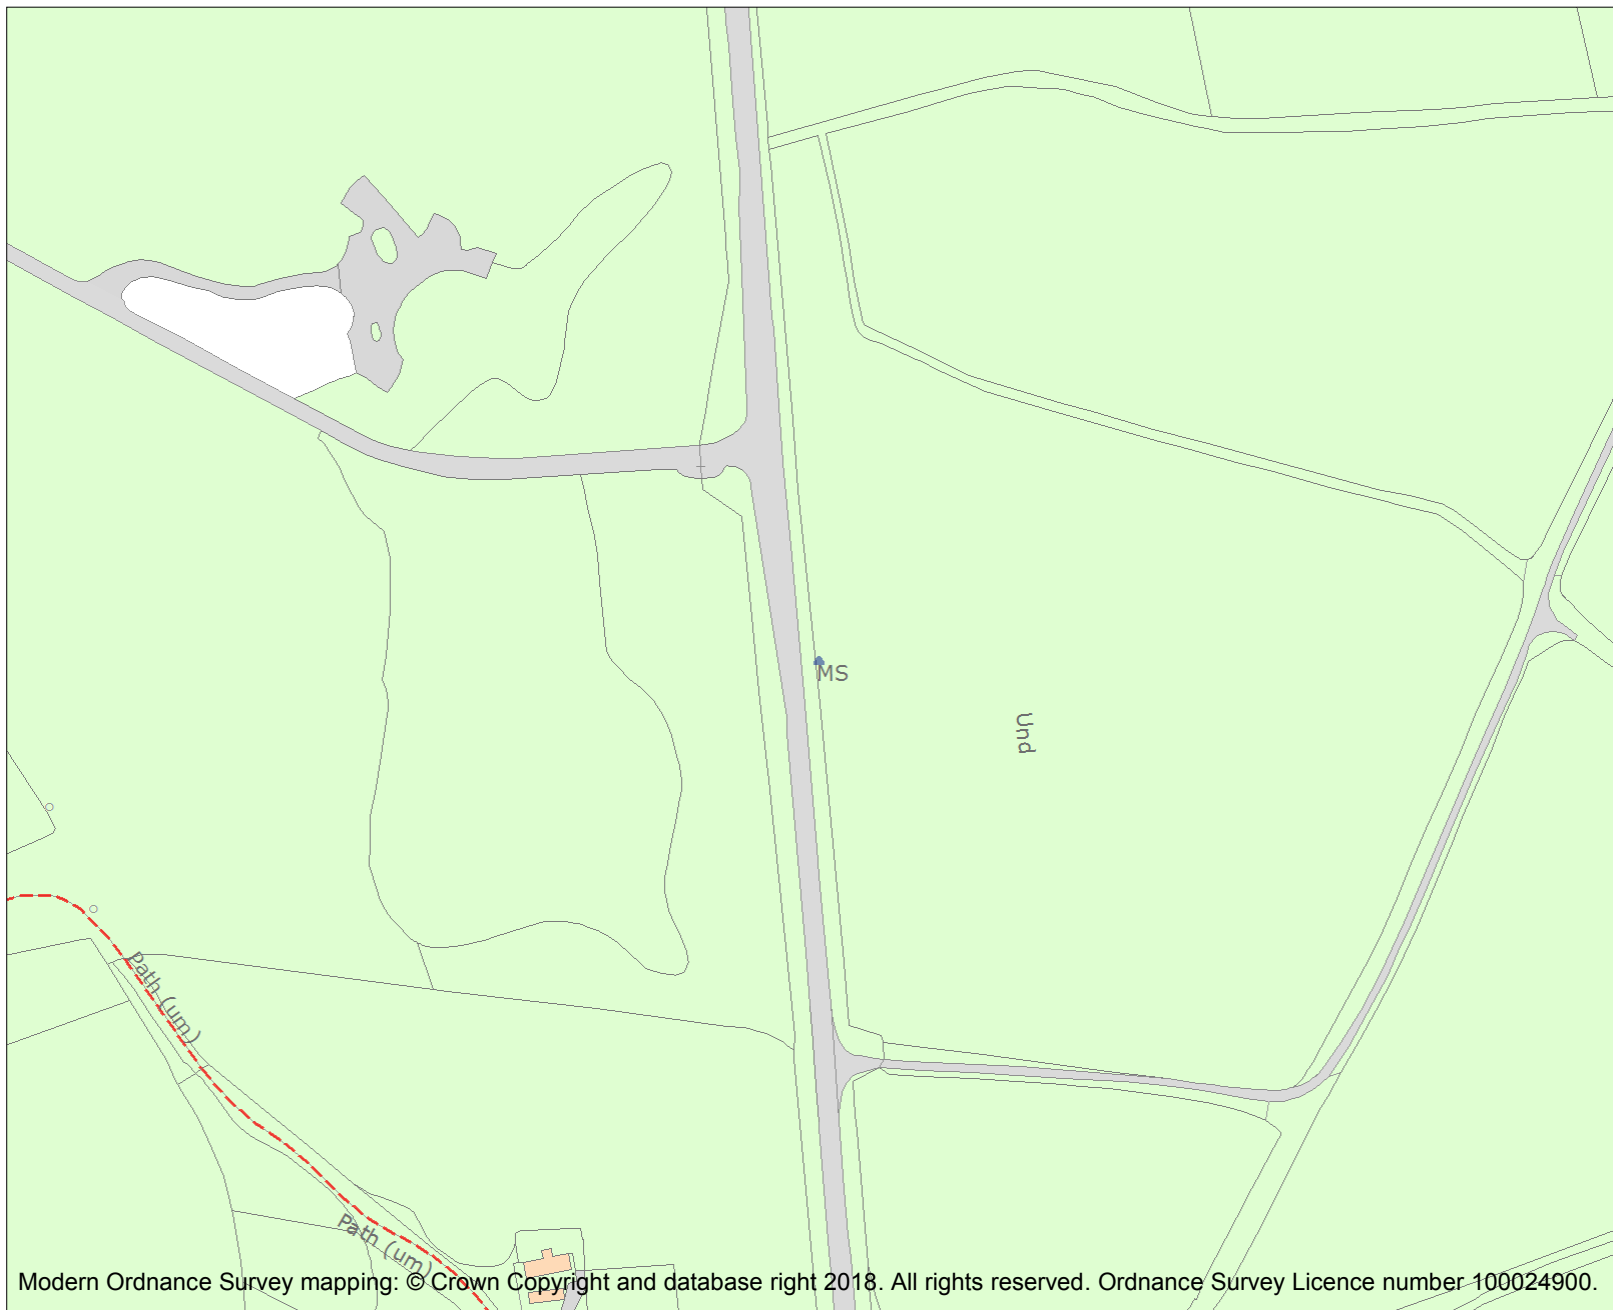 MS
Und
Path (um)
Path (um)
Modern Ordnance Survey mapping: © Crown Copyright and database right 2018. All rights reserved. Ordnance Survey Licence number 100024900.